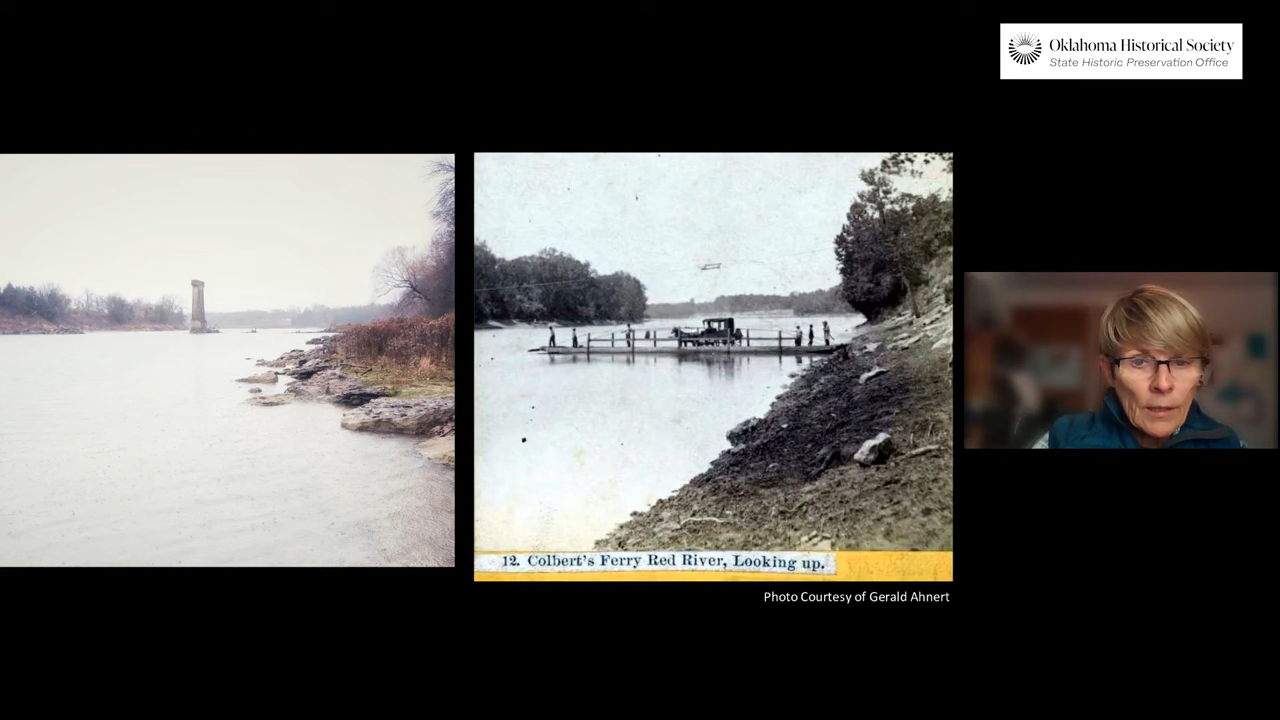 Oklahoma Historical Society
State Historic Preservation Office
12. Colbert's Ferry Red River, Looking up.
Photo Courtesy of Gerald Ahnert